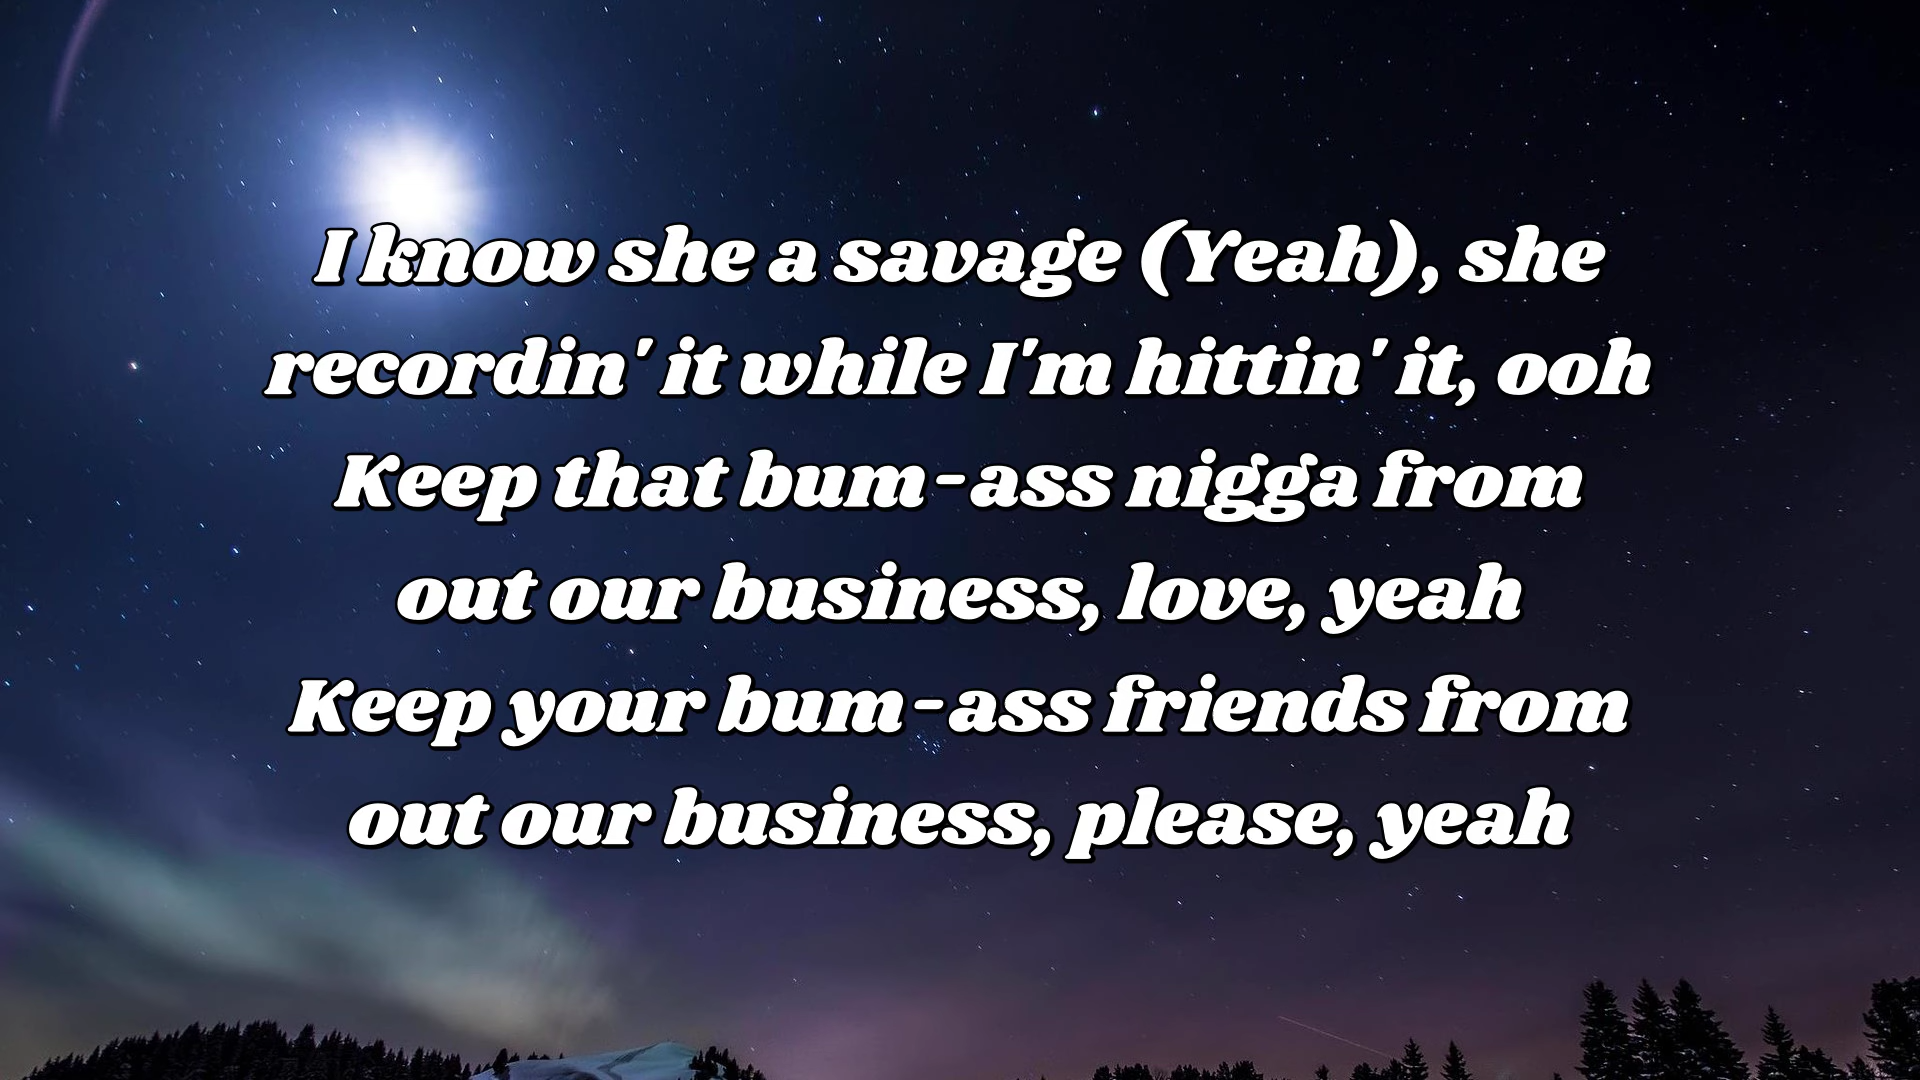 I know she a savage (Yeah), she
recordin' it while I'm hittin' it, ooh
Keep that bum-ass nigga from
out our business, love, yeah
Keep your bum-ass friends from
out our business, please, yeah